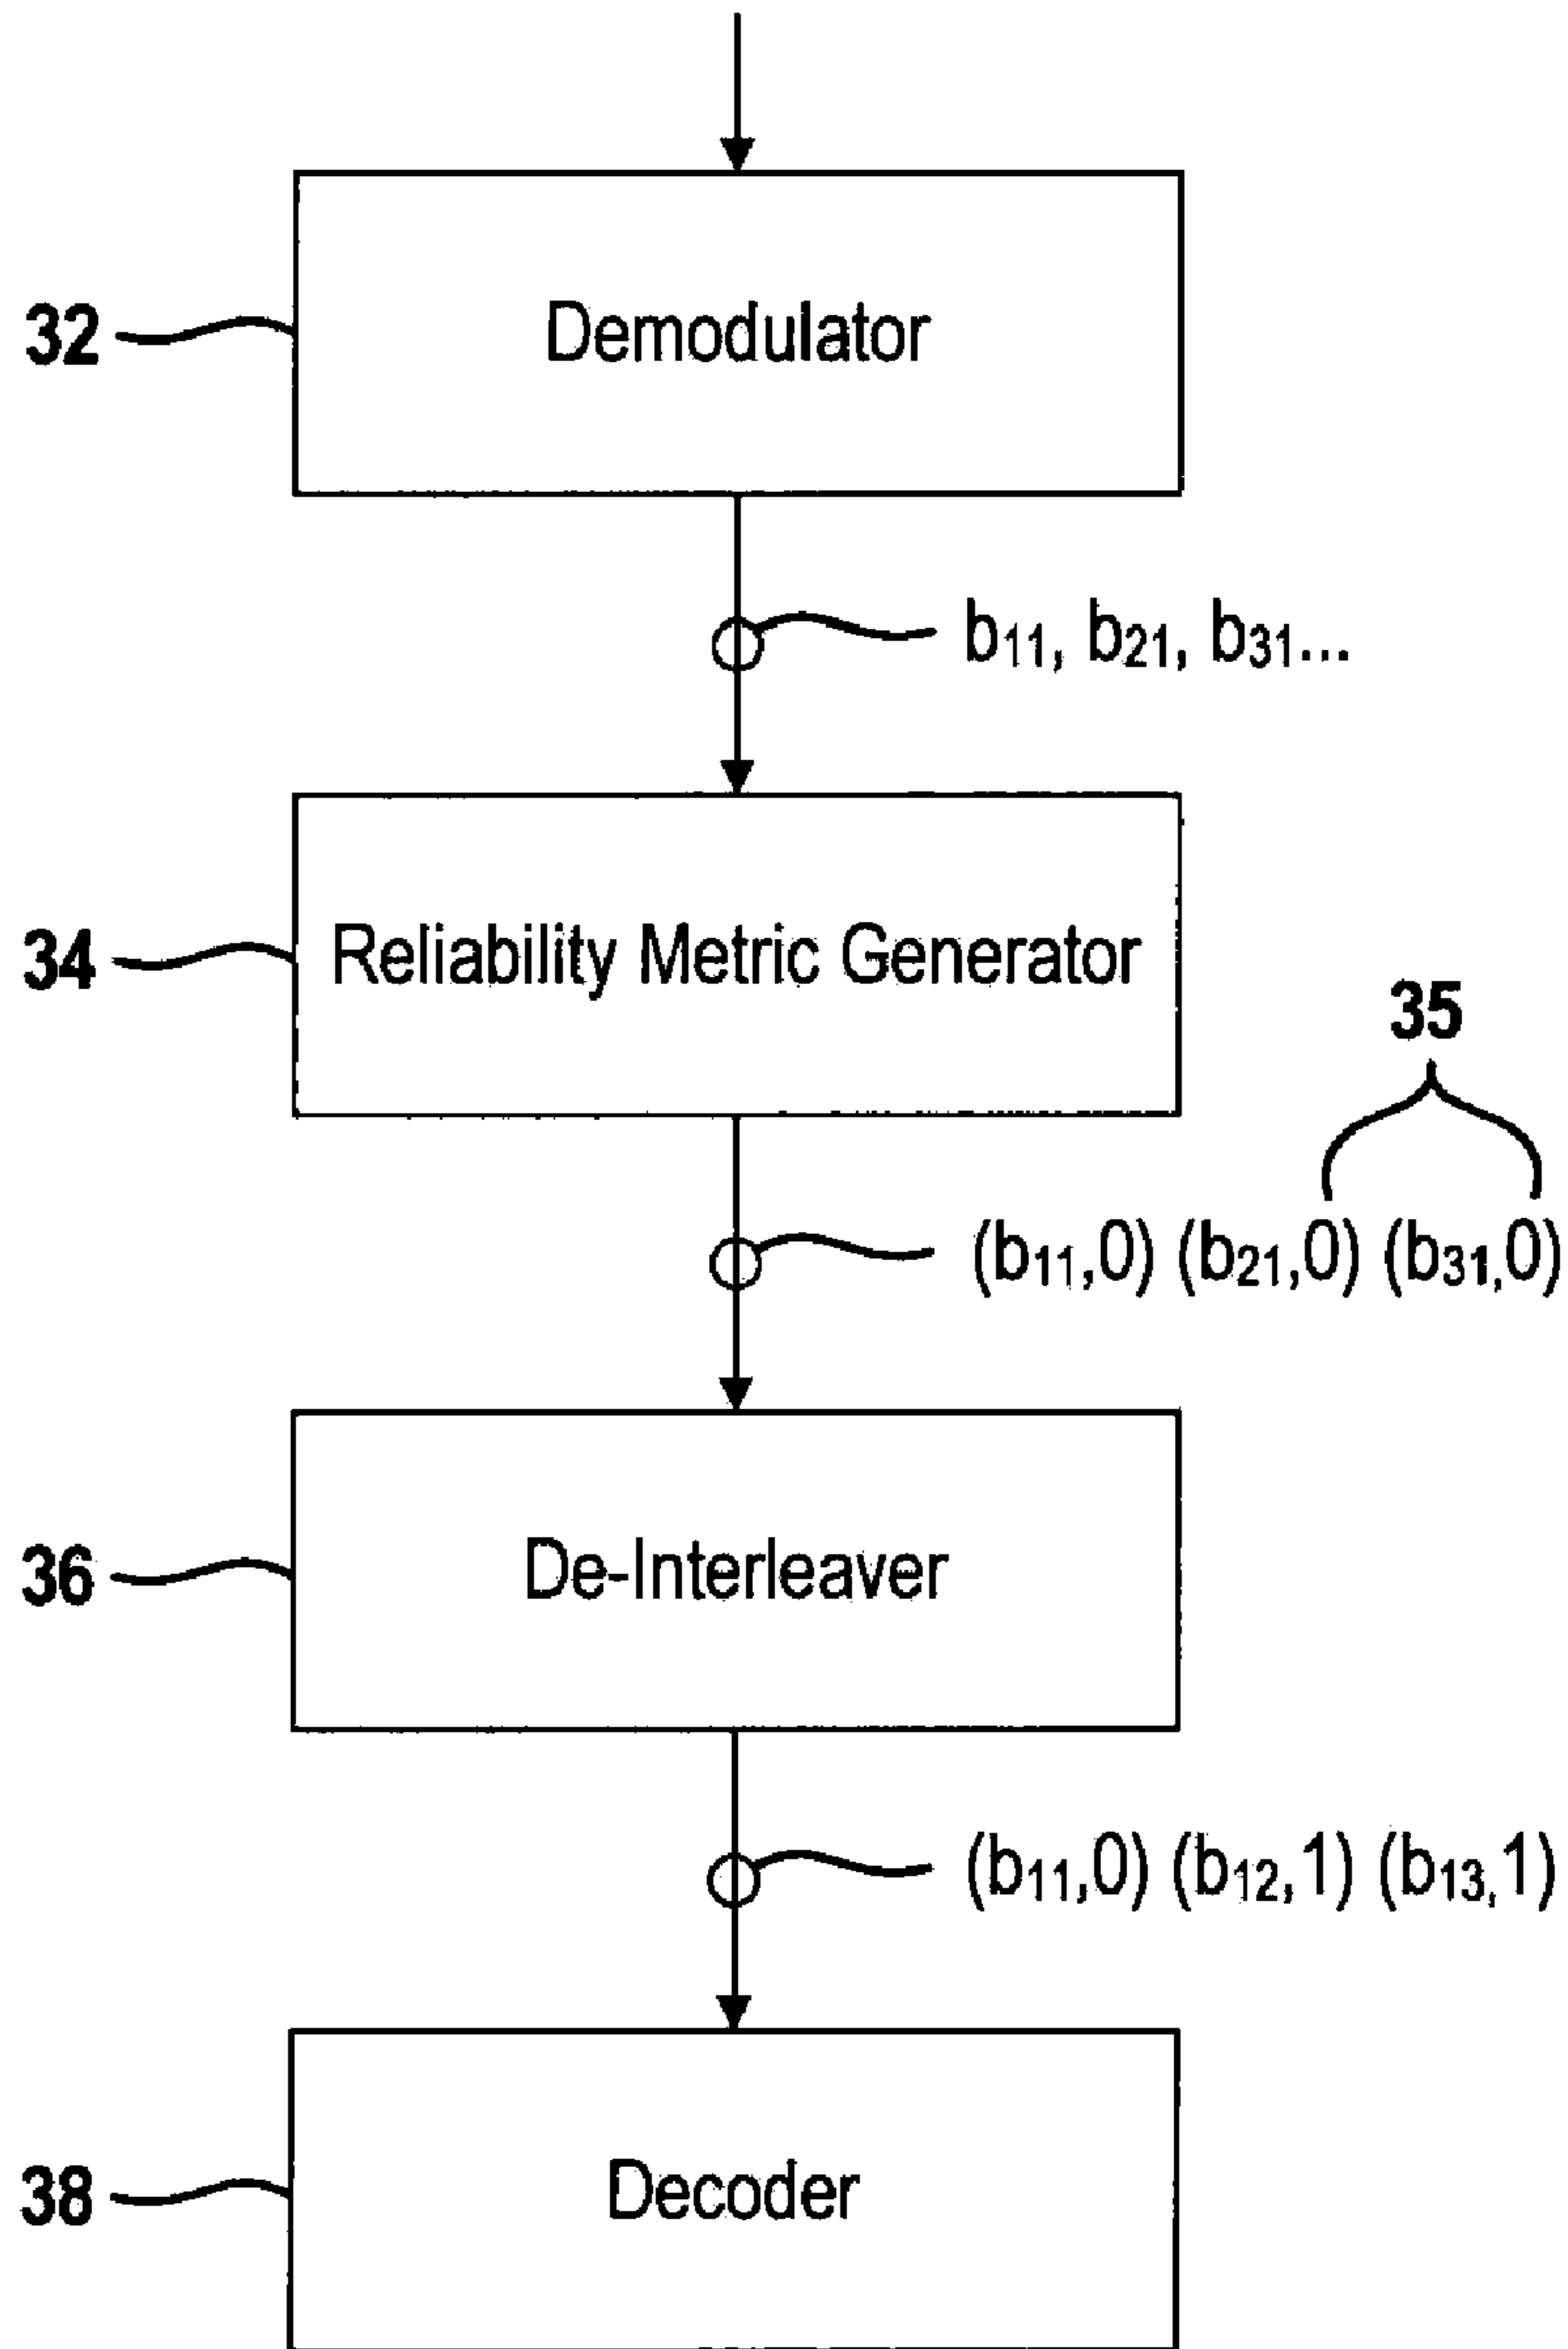 32 Demodulator
b₁₁, b₂₁, b₃₁...
34 Reliability Metric Generator
35
(b₁₁,0) (b₂₁,0) (b₃₁,0)
36 De-Interleaver
(b₁₁,0) (b₁₂,1) (b₁₃,1)
38 Decoder